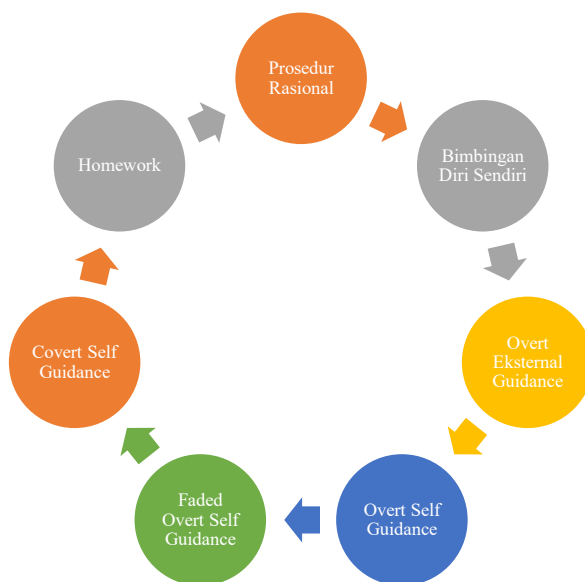 Prosedur
Rasional
Bimbingan
Diri Sendiri
Overt
Eksternal
Guidance
Overt Self
Guidance
Faded
Overt Self
Guidance
Covert Self
Guidance
Homework